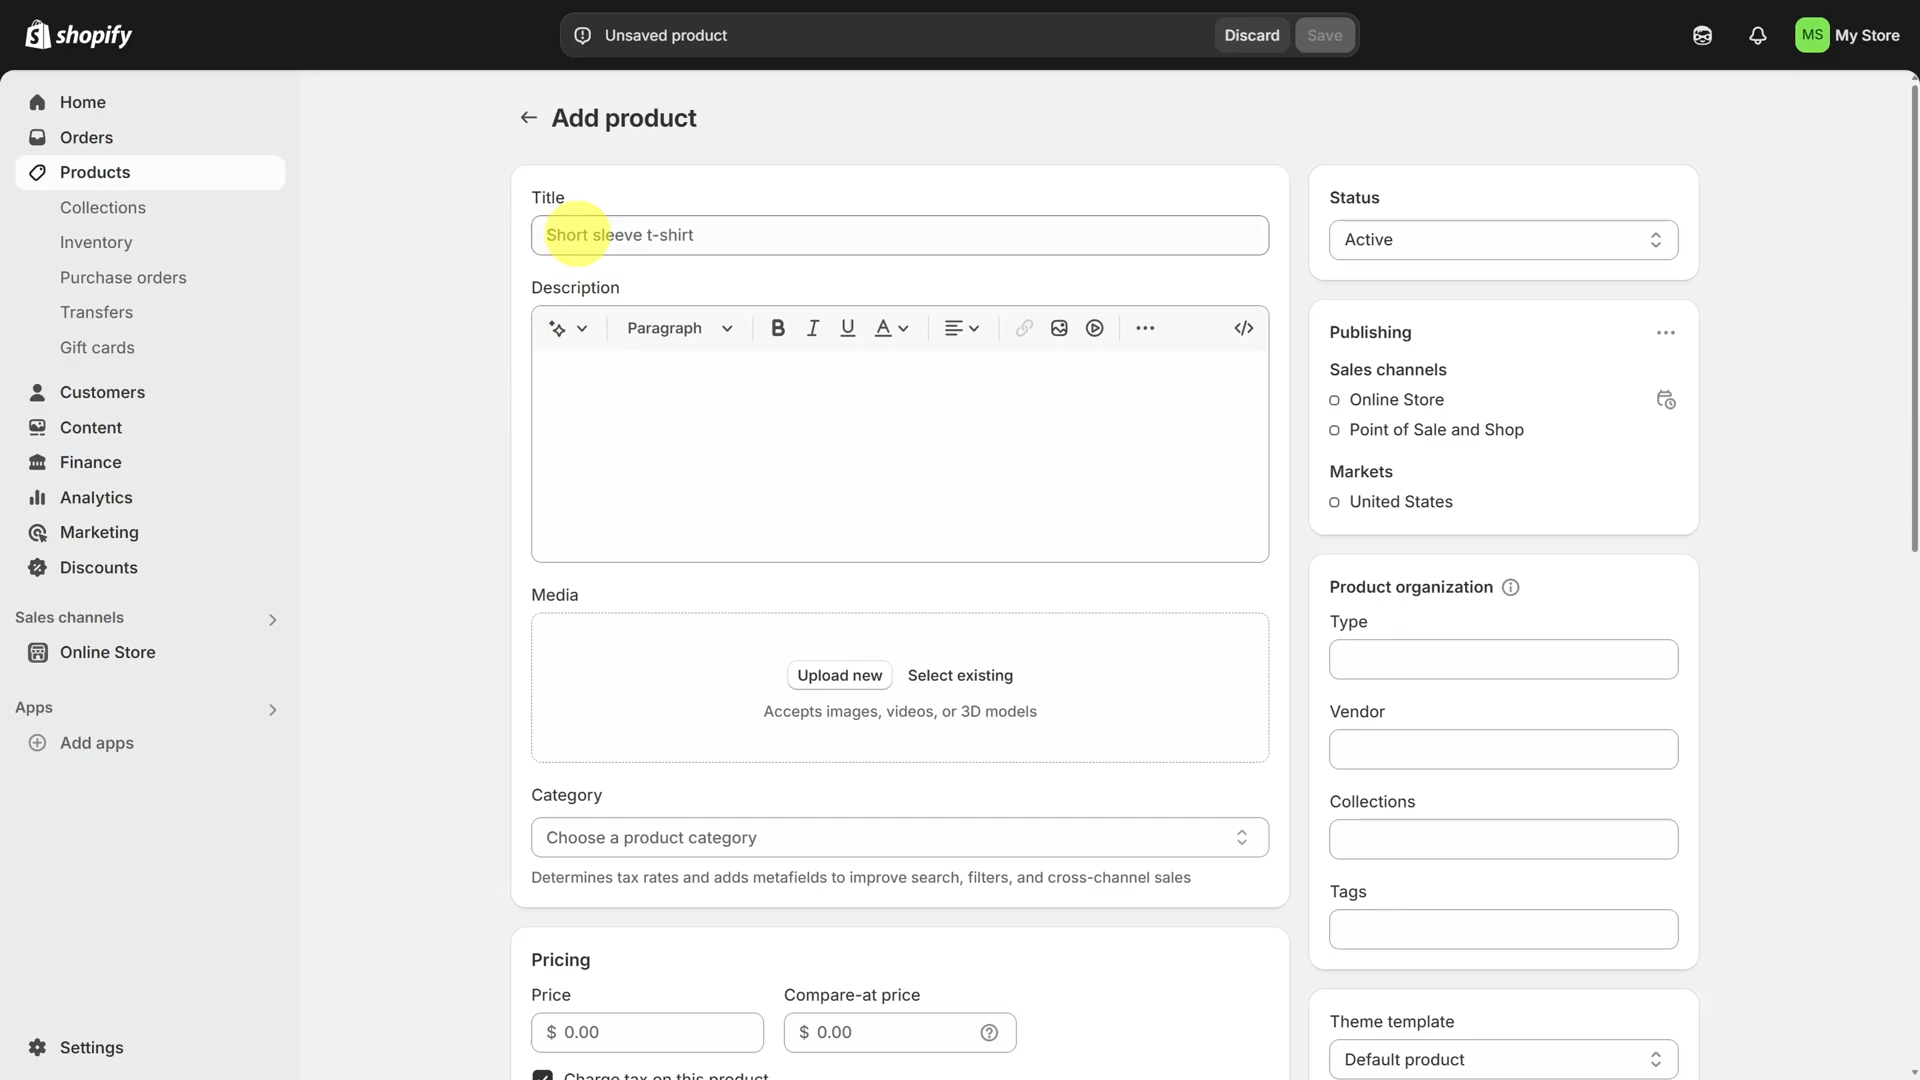 shopify
Unsaved product
Discard
Save
MS
My Store
Home
Orders
Products
Collections
Inventory
Purchase orders
Transfers
Gift cards
Customers
Content
Finance
Analytics
Marketing
Discounts
Sales channels
Online Store
Apps
Add apps
Settings
Add product
Title
Short sleeve t-shirt
Description
Paragraph
B I U A
Media
Upload new
Select existing
Accepts images, videos, or 3D models
Category
Choose a product category
Determines tax rates and adds metafields to improve search, filters, and cross-channel sales
Pricing
Price
Compare-at price
$ 0.00
$ 0.00
Charge tax on this product
Status
Active
Publishing
Sales channels
Online Store
Point of Sale and Shop
Markets
United States
Product organization
Type
Vendor
Collections
Tags
Theme template
Default product